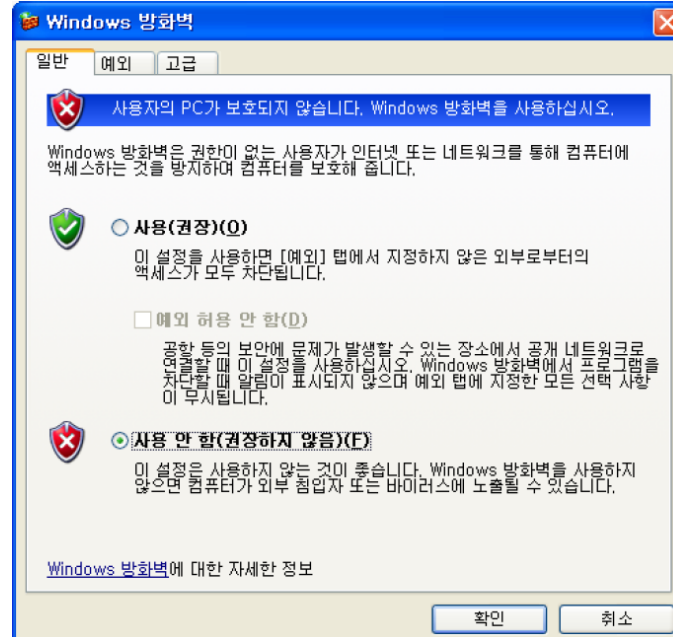 Windows 방화벽
일반 예외 고급
사용자의 PC가 보호되지 않습니다. Windows 방화벽을 사용하십시오.
Windows 방화벽은 권한이 없는 사용자가 인터넷 또는 네트워크를 통해 컴퓨터에
액세스하는 것을 방지하여 컴퓨터를 보호해 줍니다.
사용(권장)(O)
이 설정을 사용하면 [예외] 탭에서 지정하지 않은 외부로부터의
액세스가 모두 차단됩니다.
예외 허용 안 함(D)
공항 등의 보안에 문제가 발생할 수 있는 장소에서 공개 네트워크로
연결할 때 이 설정을 사용하십시오. Windows 방화벽에서 프로그램을
차단할 때 알림이 표시되지 않으며 예외 탭에 지정한 모든 선택 사항
이 무시됩니다.
사용 안 함(권장하지 않음)(F)
이 설정은 사용하지 않는 것이 좋습니다. Windows 방화벽을 사용하지
않으면 컴퓨터가 외부 침입자 또는 바이러스에 노출될 수 있습니다.
Windows 방화벽에 대한 자세한 정보
확인 취소